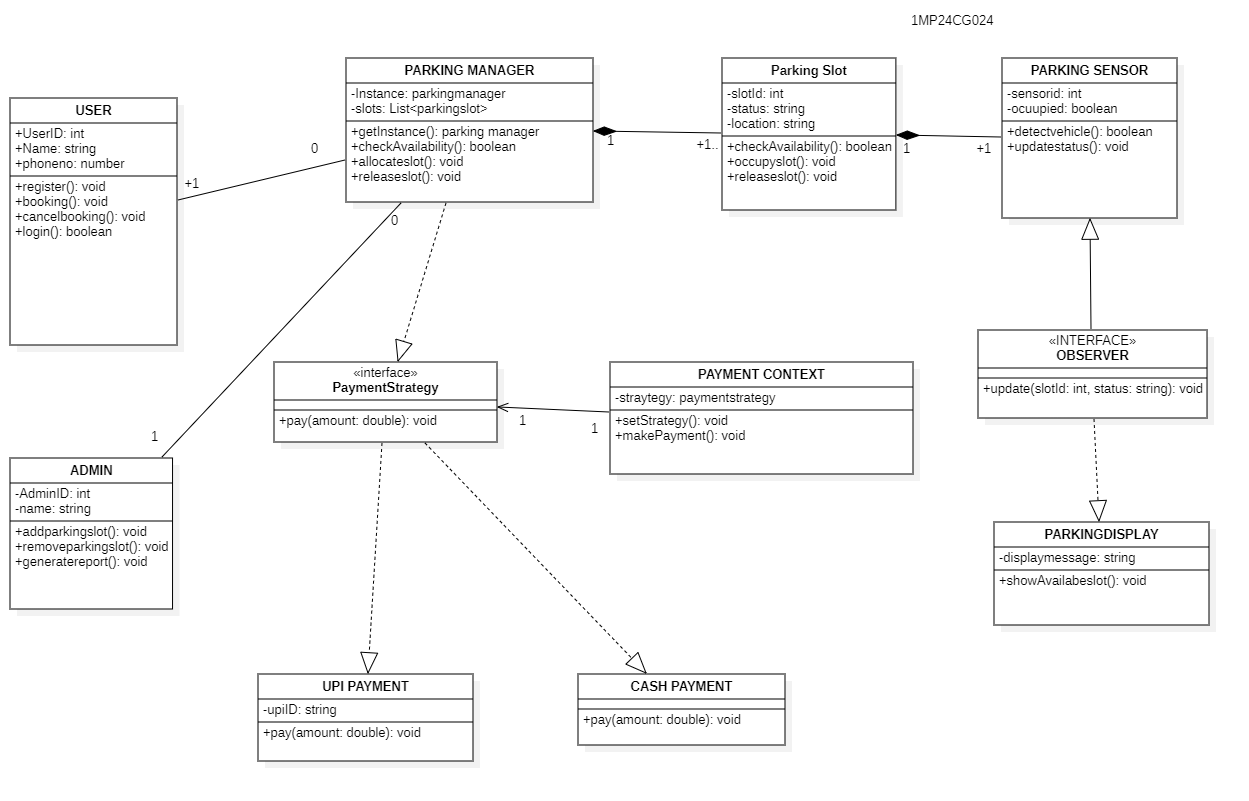 1MP24CG024
USER
+UserID: int
+Name: string
+phoneno: number
+register(): void
+booking(): void
+cancelbooking(): void
+login(): boolean
+1
0
PARKING MANAGER
-Instance: parkingmanager
-slots: List<parkingslot>
+getInstance(): parking manager
+checkAvailability(): boolean
+allocateslot(): void
+releaseslot(): void
1
+1..
Parking Slot
-slotId: int
-status: string
-location: string
+checkAvailability(): boolean
+occupyslot(): void
+releaseslot(): void
1
+1
PARKING SENSOR
-sensorid: int
-ocuupied: boolean
+detectvehicle(): boolean
+updatestatus(): void
0
1
«interface»
PaymentStrategy
+pay(amount: double): void
1
1
PAYMENT CONTEXT
-straytegy: paymentstrategy
+setStrategy(): void
+makePayment(): void
«INTERFACE»
OBSERVER
+update(slotId: int, status: string): void
ADMIN
-AdminID: int
-name: string
+addparkingslot(): void
+removeparkingslot(): void
+generatereport(): void
PARKINGDISPLAY
-displaymessage: string
+showAvailabeslot(): void
UPI PAYMENT
-upiID: string
+pay(amount: double): void
CASH PAYMENT
+pay(amount: double): void